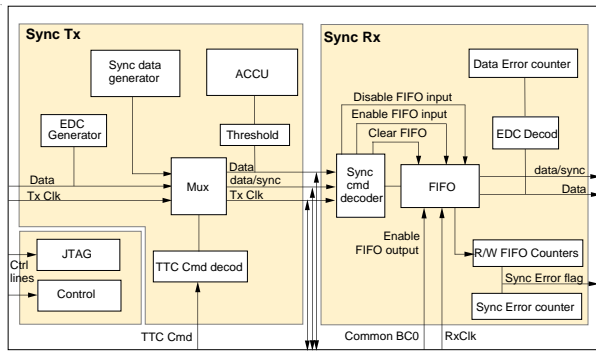 Sync Tx
Sync data
generator
ACCU
EDC
Generator
Threshold
Data
Tx Clk
Mux
Data
data/sync
Tx Clk
TTC Cmd decod
JTAG
Control
Ctrl
lines
TTC Cmd
Sync Rx
Data Error counter
Disable FIFO input
Enable FIFO input
Clear FIFO
EDC Decod
Sync
cmd
decoder
FIFO
data/sync
Data
Enable
FIFO output
R/W FIFO Counters
Sync Error flag
Sync Error counter
Common BC0
RxClk